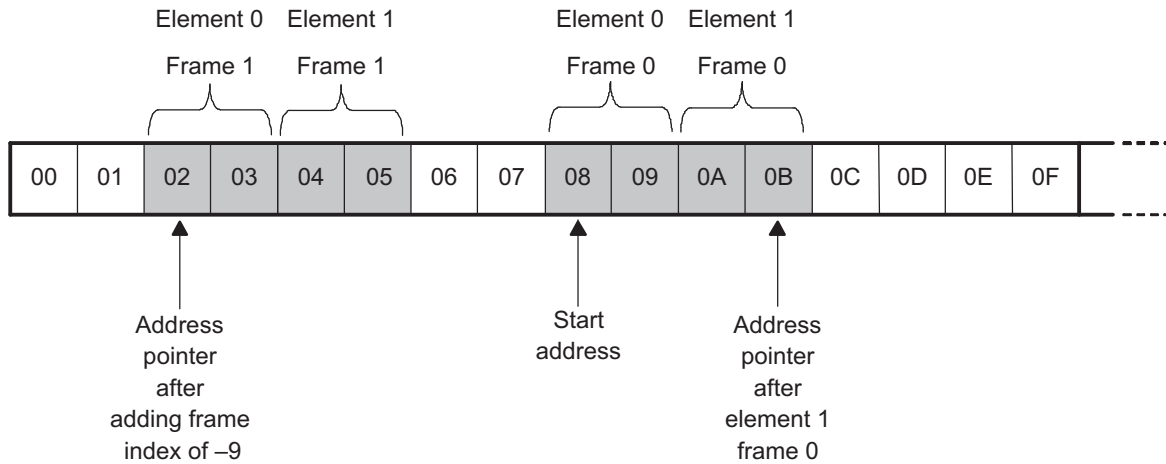 Element 0 Element 1 Element 0 Element 1
Frame 1 Frame 1 Frame 0 Frame 0
00 01 02 03 04 05 06 07 08 09 0A 0B 0C 0D 0E 0F
Address
pointer
after
adding frame
index of –9
Start
address
Address
pointer
after
element 1
frame 0